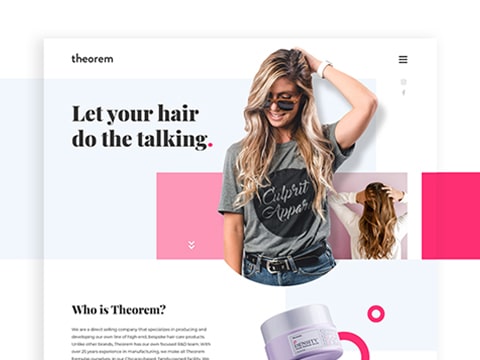 theorem
Let your hair
do the talking.
Culprit
Appar
Who is Theorem?
We are a direct selling company that specializes in producing and
developing our own line of high-end, bespoke hair care products.
Unlike other brands, Theorem has our own focused R&D team. With
over 25 years experience in manufacturing, we make all Theorem
DENSITY